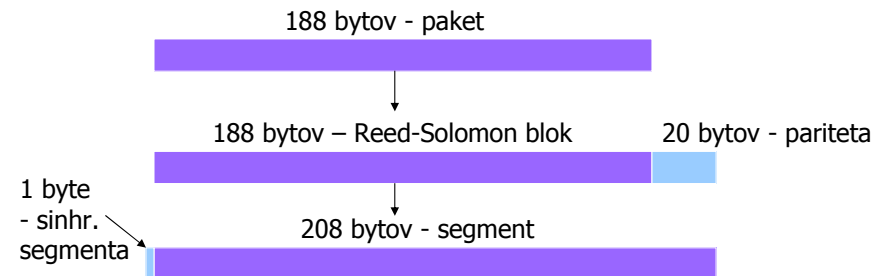 188 bytov - paket
188 bytov – Reed-Solomon blok
20 bytov - pariteta
1 byte
- sinhr.
segmenta
208 bytov - segment